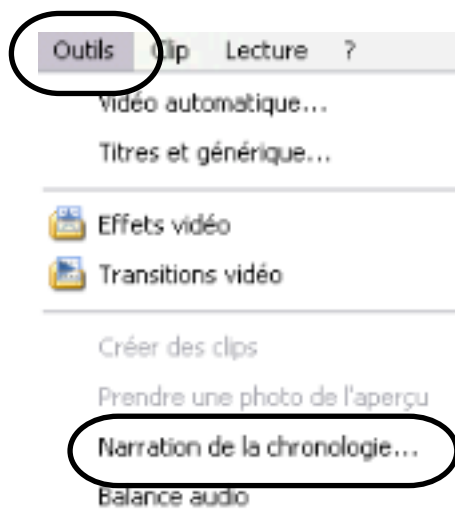 Outils Clip Lecture ?
Vidéo automatique...
Titres et générique...
Effets vidéo
Transitions vidéo
Créer des clips
Prendre une photo de l'aperçu
Narration de la chronologie...
Balance audio